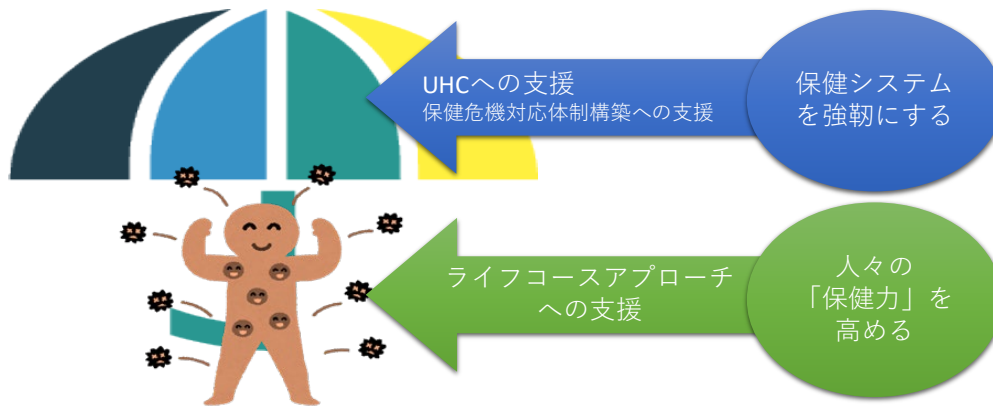 UHCへの支援
保健危機対応体制構築への支援
保健システム
を強靭にする
ライフコースアプローチ
への支援
人々の
「保健力」を
高める